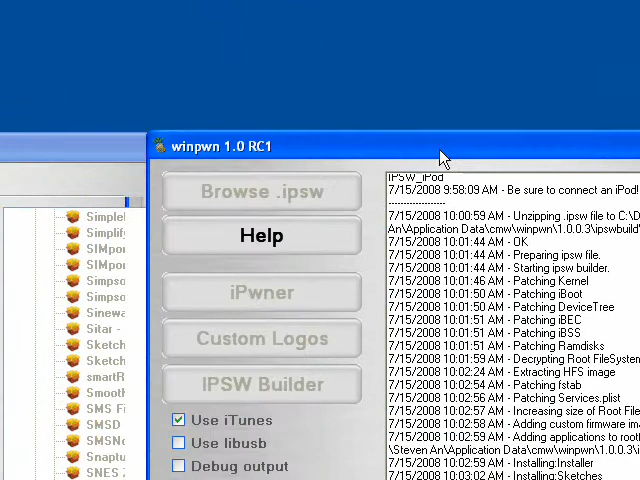 winpwn 1.0 RC1
Browse .ipsw
Help
iPwner
Custom Logos
IPSW Builder
Use iTunes
Use libusb
Debug output
IPSW_iPod
7/15/2008 9:58:09 AM - Be sure to connect an iPod!
--------------------
7/15/2008 10:00:59 AM - Unzipping .ipsw file to C:\D
An\Application Data\cmw\winpwn\1.0.0.3\ipswbuild'
7/15/2008 10:01:44 AM - OK
7/15/2008 10:01:44 AM - Preparing ipsw file.
7/15/2008 10:01:44 AM - Starting ipsw builder.
7/15/2008 10:01:46 AM - Patching Kernel
7/15/2008 10:01:50 AM - Patching iBoot
7/15/2008 10:01:50 AM - Patching DeviceTree
7/15/2008 10:01:51 AM - Patching iBEC
7/15/2008 10:01:51 AM - Patching iBSS
7/15/2008 10:01:51 AM - Patching Ramdisks
7/15/2008 10:01:59 AM - Decrypting Root FileSystem
7/15/2008 10:02:24 AM - Extracting HFS image
7/15/2008 10:02:54 AM - Patching fstab
7/15/2008 10:02:56 AM - Patching Services.plist
7/15/2008 10:02:57 AM - Increasing size of Root File
7/15/2008 10:02:58 AM - Adding custom firmware im
7/15/2008 10:02:59 AM - Adding applications to root
\Steven An\Application Data\cmw\winpwn\1.0.0.3\i
7/15/2008 10:02:59 AM - Installing:Installer
7/15/2008 10:03:02 AM - Installing:Sketches
Simplel
Simplify
SIMpor
SIMpor
Simpso
Simpso
Sinewa
Sitar -
Sketch
Sketch
smartR
Smooth
SMS Fi
SMSD
SMSNo
Snaptu
SNES